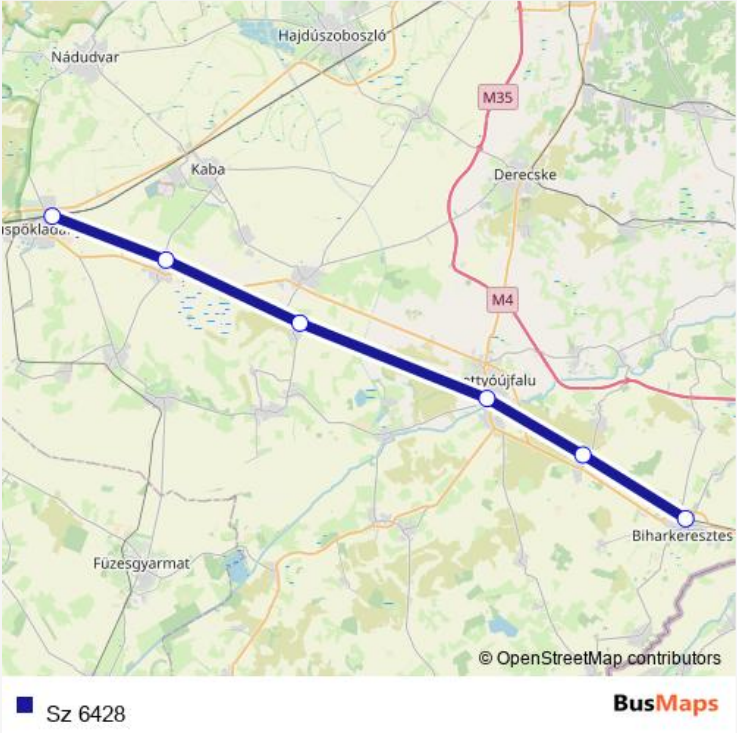 Hajdúszoboszló
Nádudvar
M35
Kaba
Derecske
M4
Biharkeresztes
Füzesgyarmat
© OpenStreetMap contributors
Sz 6428
BusMaps